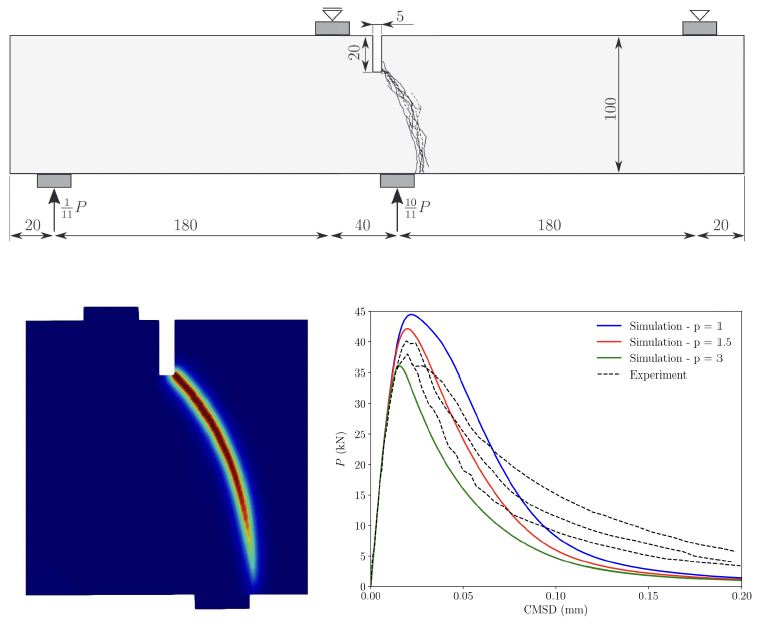 5
20
100
1/11 P
10/11 P
20
180
40
180
20
45
40
35
30
25
20
15
10
5
0
P (kN)
Simulation - p = 1
Simulation - p = 1.5
Simulation - p = 3
Experiment
0.00
0.05
0.10
0.15
0.20
CMSD (mm)